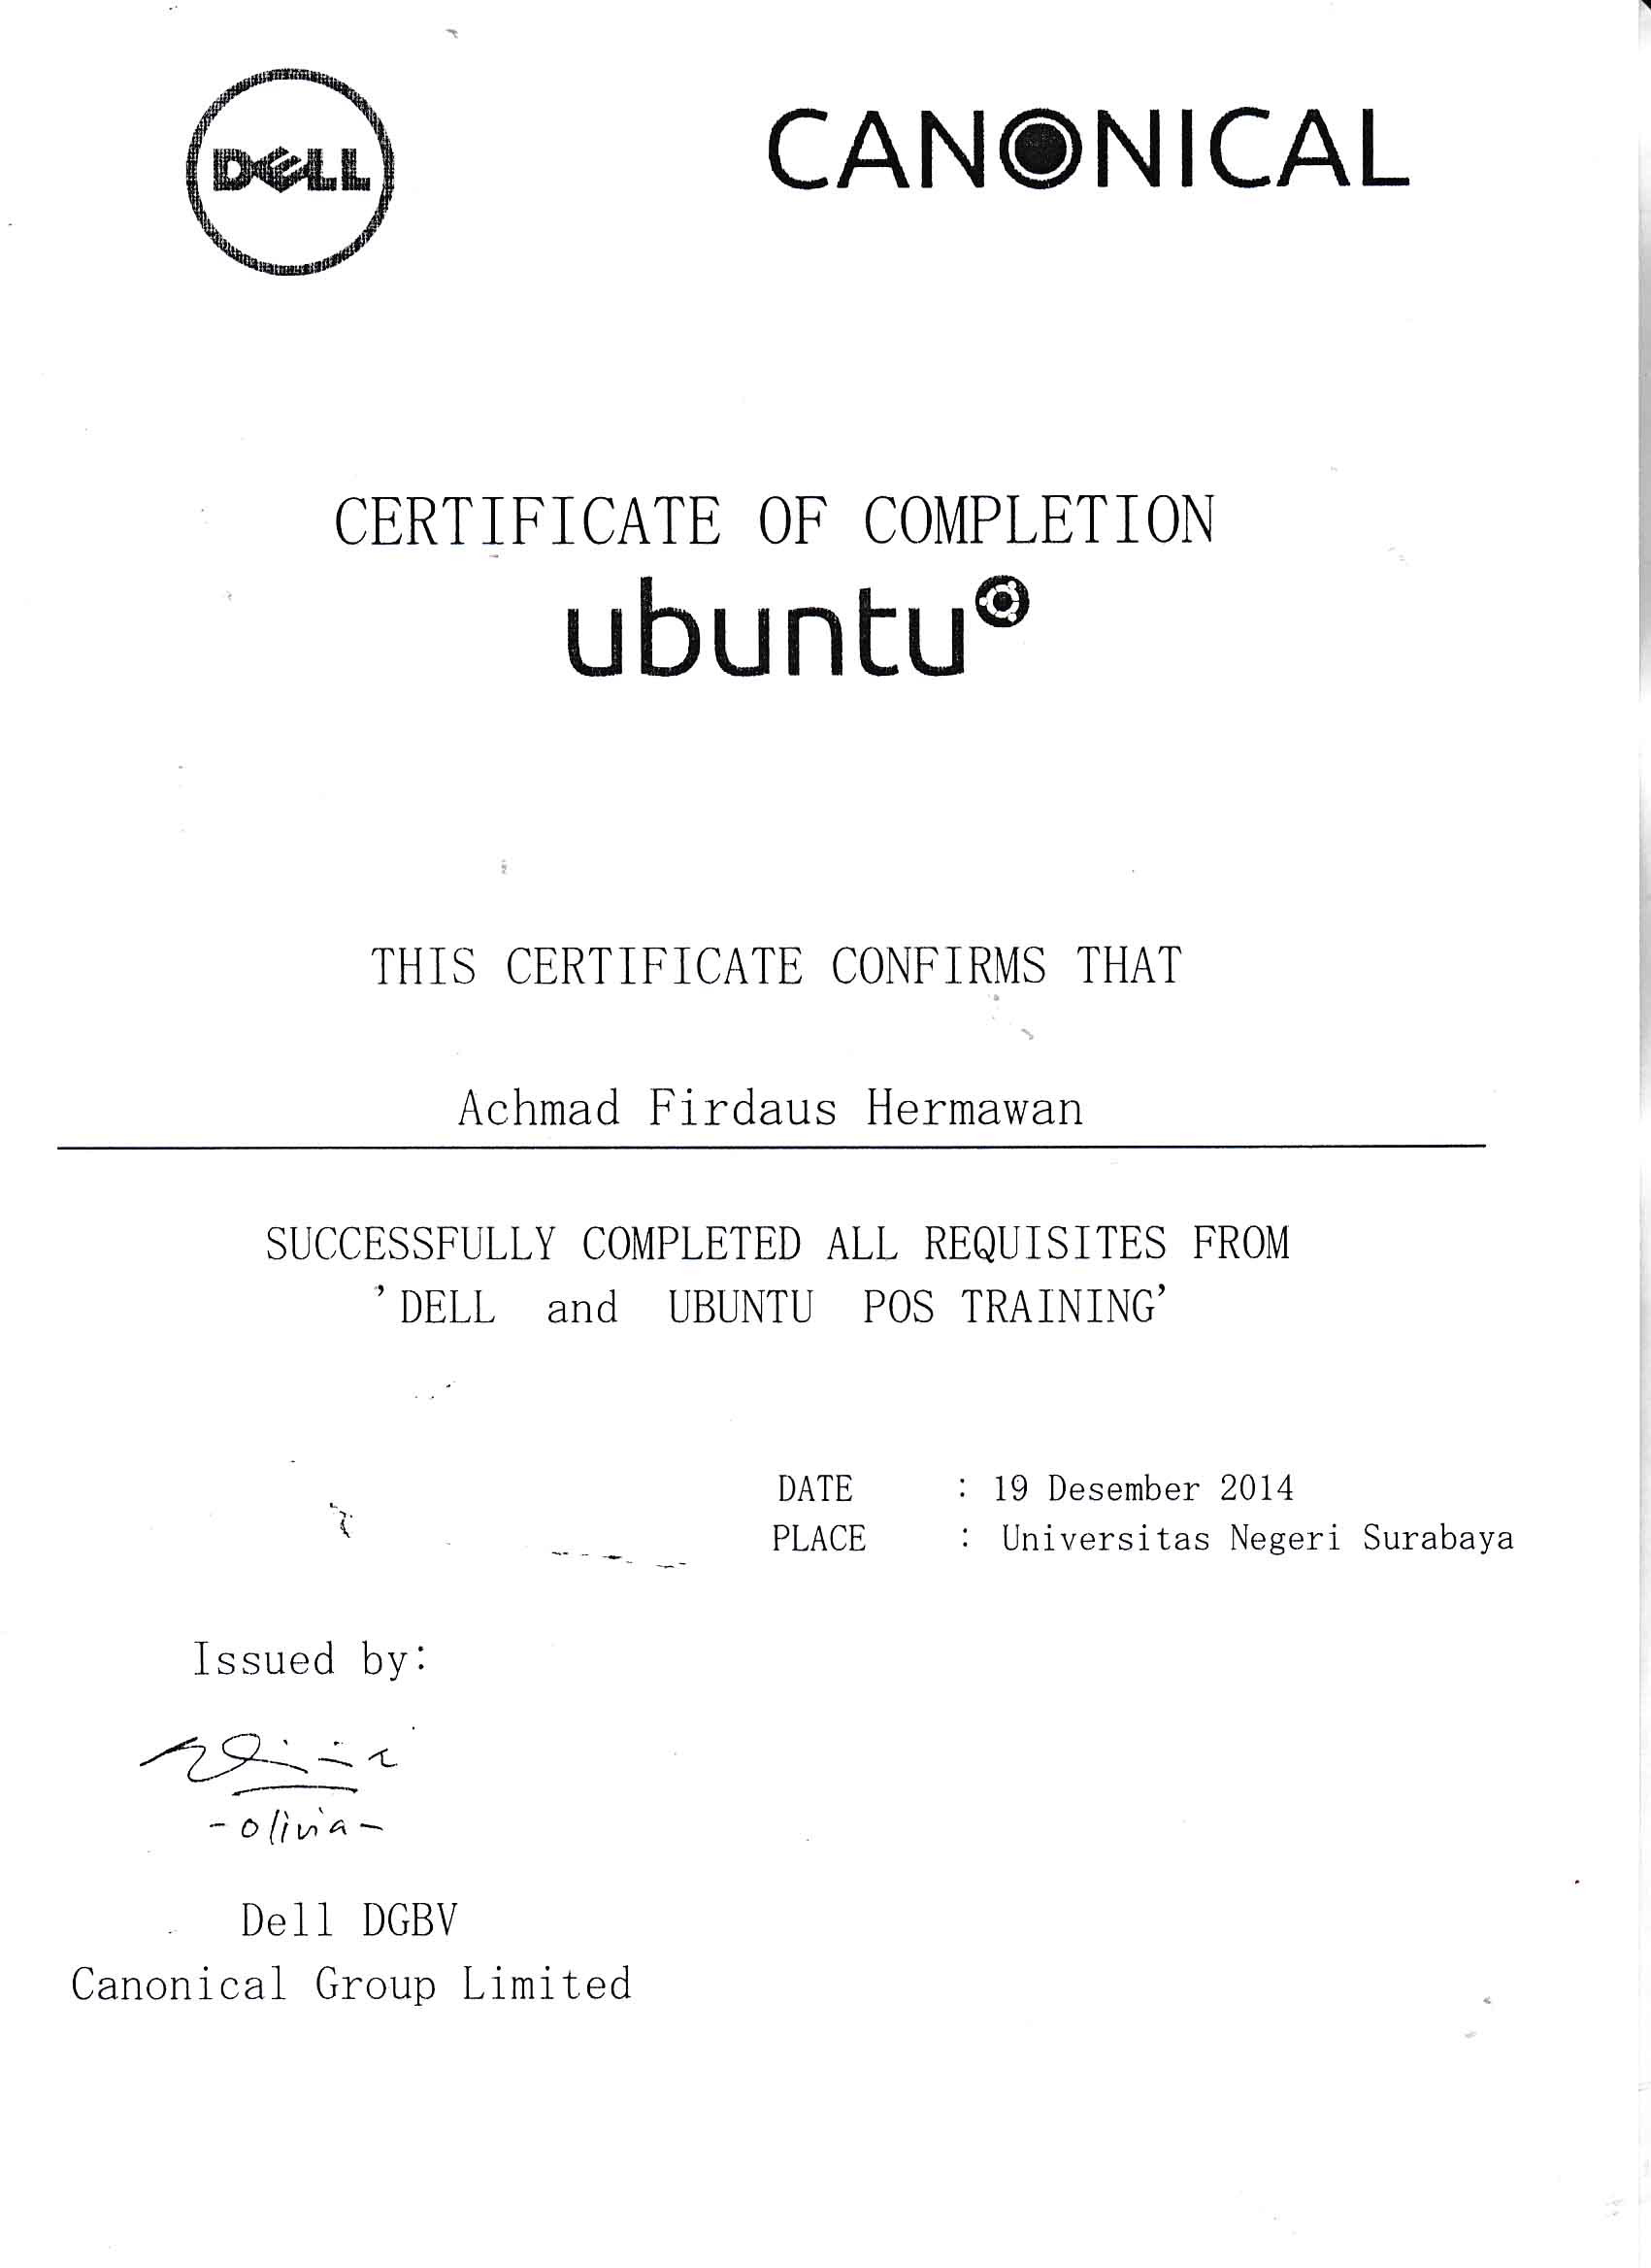 DELL
CANONICAL
CERTIFICATE OF COMPLETION
ubuntu
THIS CERTIFICATE CONFIRMS THAT
Achmad Firdaus Hermawan
SUCCESSFULLY COMPLETED ALL REQUISITES FROM
'DELL and UBUNTU POS TRAINING'
DATE : 19 Desember 2014
PLACE : Universitas Negeri Surabaya
Issued by:
-olivia-
Dell DGBV
Canonical Group Limited